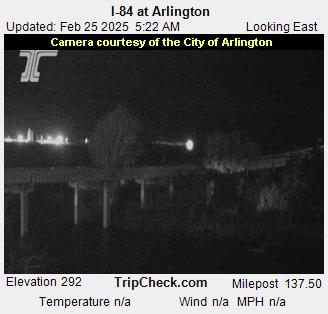 I-84 at Arlington
Updated: Feb 25 2025 5:22 AM Looking East
Camera courtesy of the City of Arlington
Elevation 292 TripCheck.com Milepost 137.50
Temperature n/a Wind n/a MPH n/a